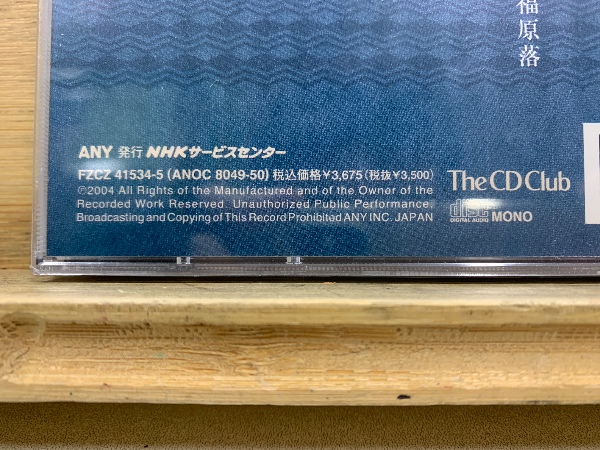 福原落
ANY 発行 NHKサービスセンター
FZCZ 41534-5 (ANOC 8049-50) 税込価格¥3,675(税抜¥3,500)
℗2004 All Rights of the Manufactured and of the Owner of the
Recorded Work Reserved. Unauthorized Public Performance.
Broadcasting and Copying of This Record Prohibited ANY INC. JAPAN
The CD Club
disc
DIGITAL AUDIO
MONO